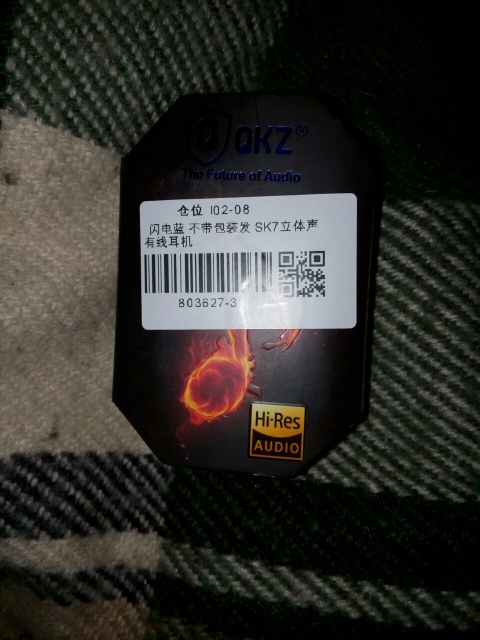 QKZ®
The Future of Audio
仓位 I02-08
闪电蓝 不带包装发 SK7立体声
有线耳机
803627-3
Hi-Res
AUDIO